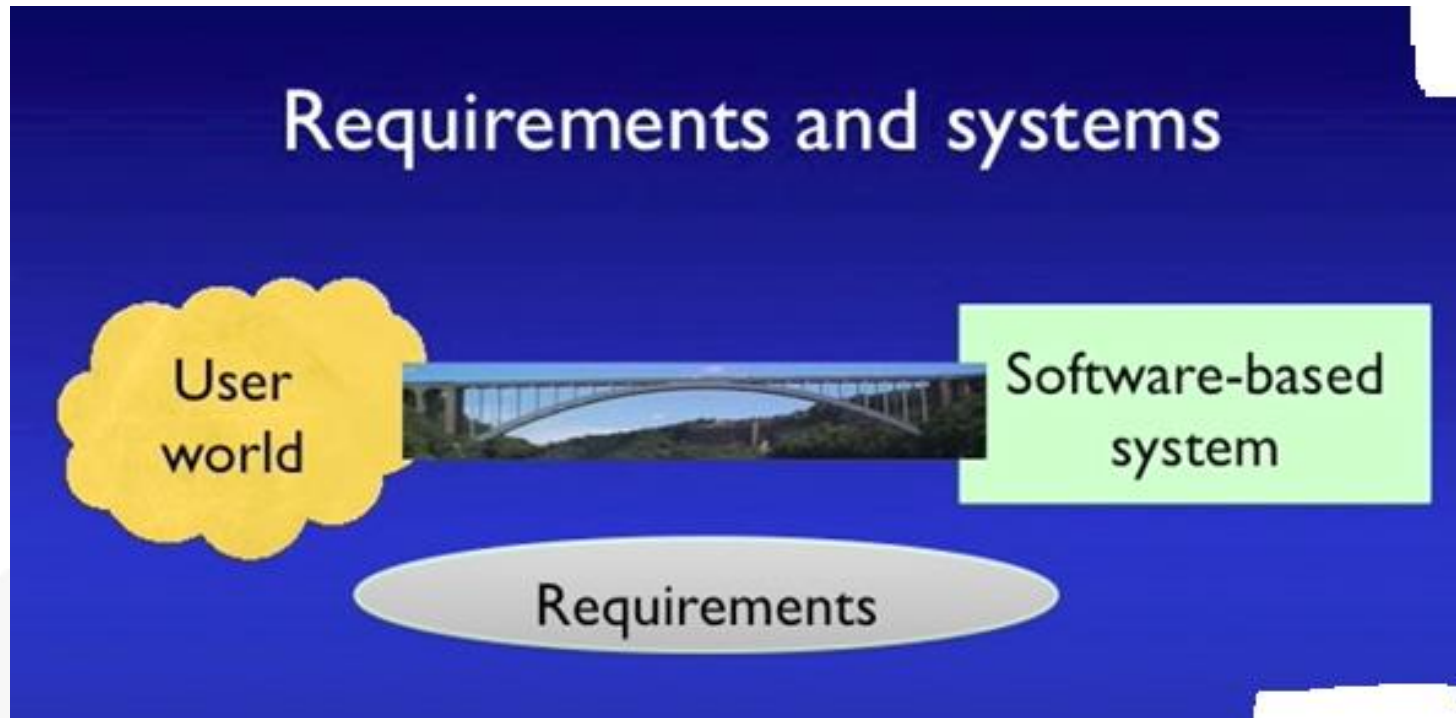 Requirements and systems
User
world
Software-based
system
Requirements